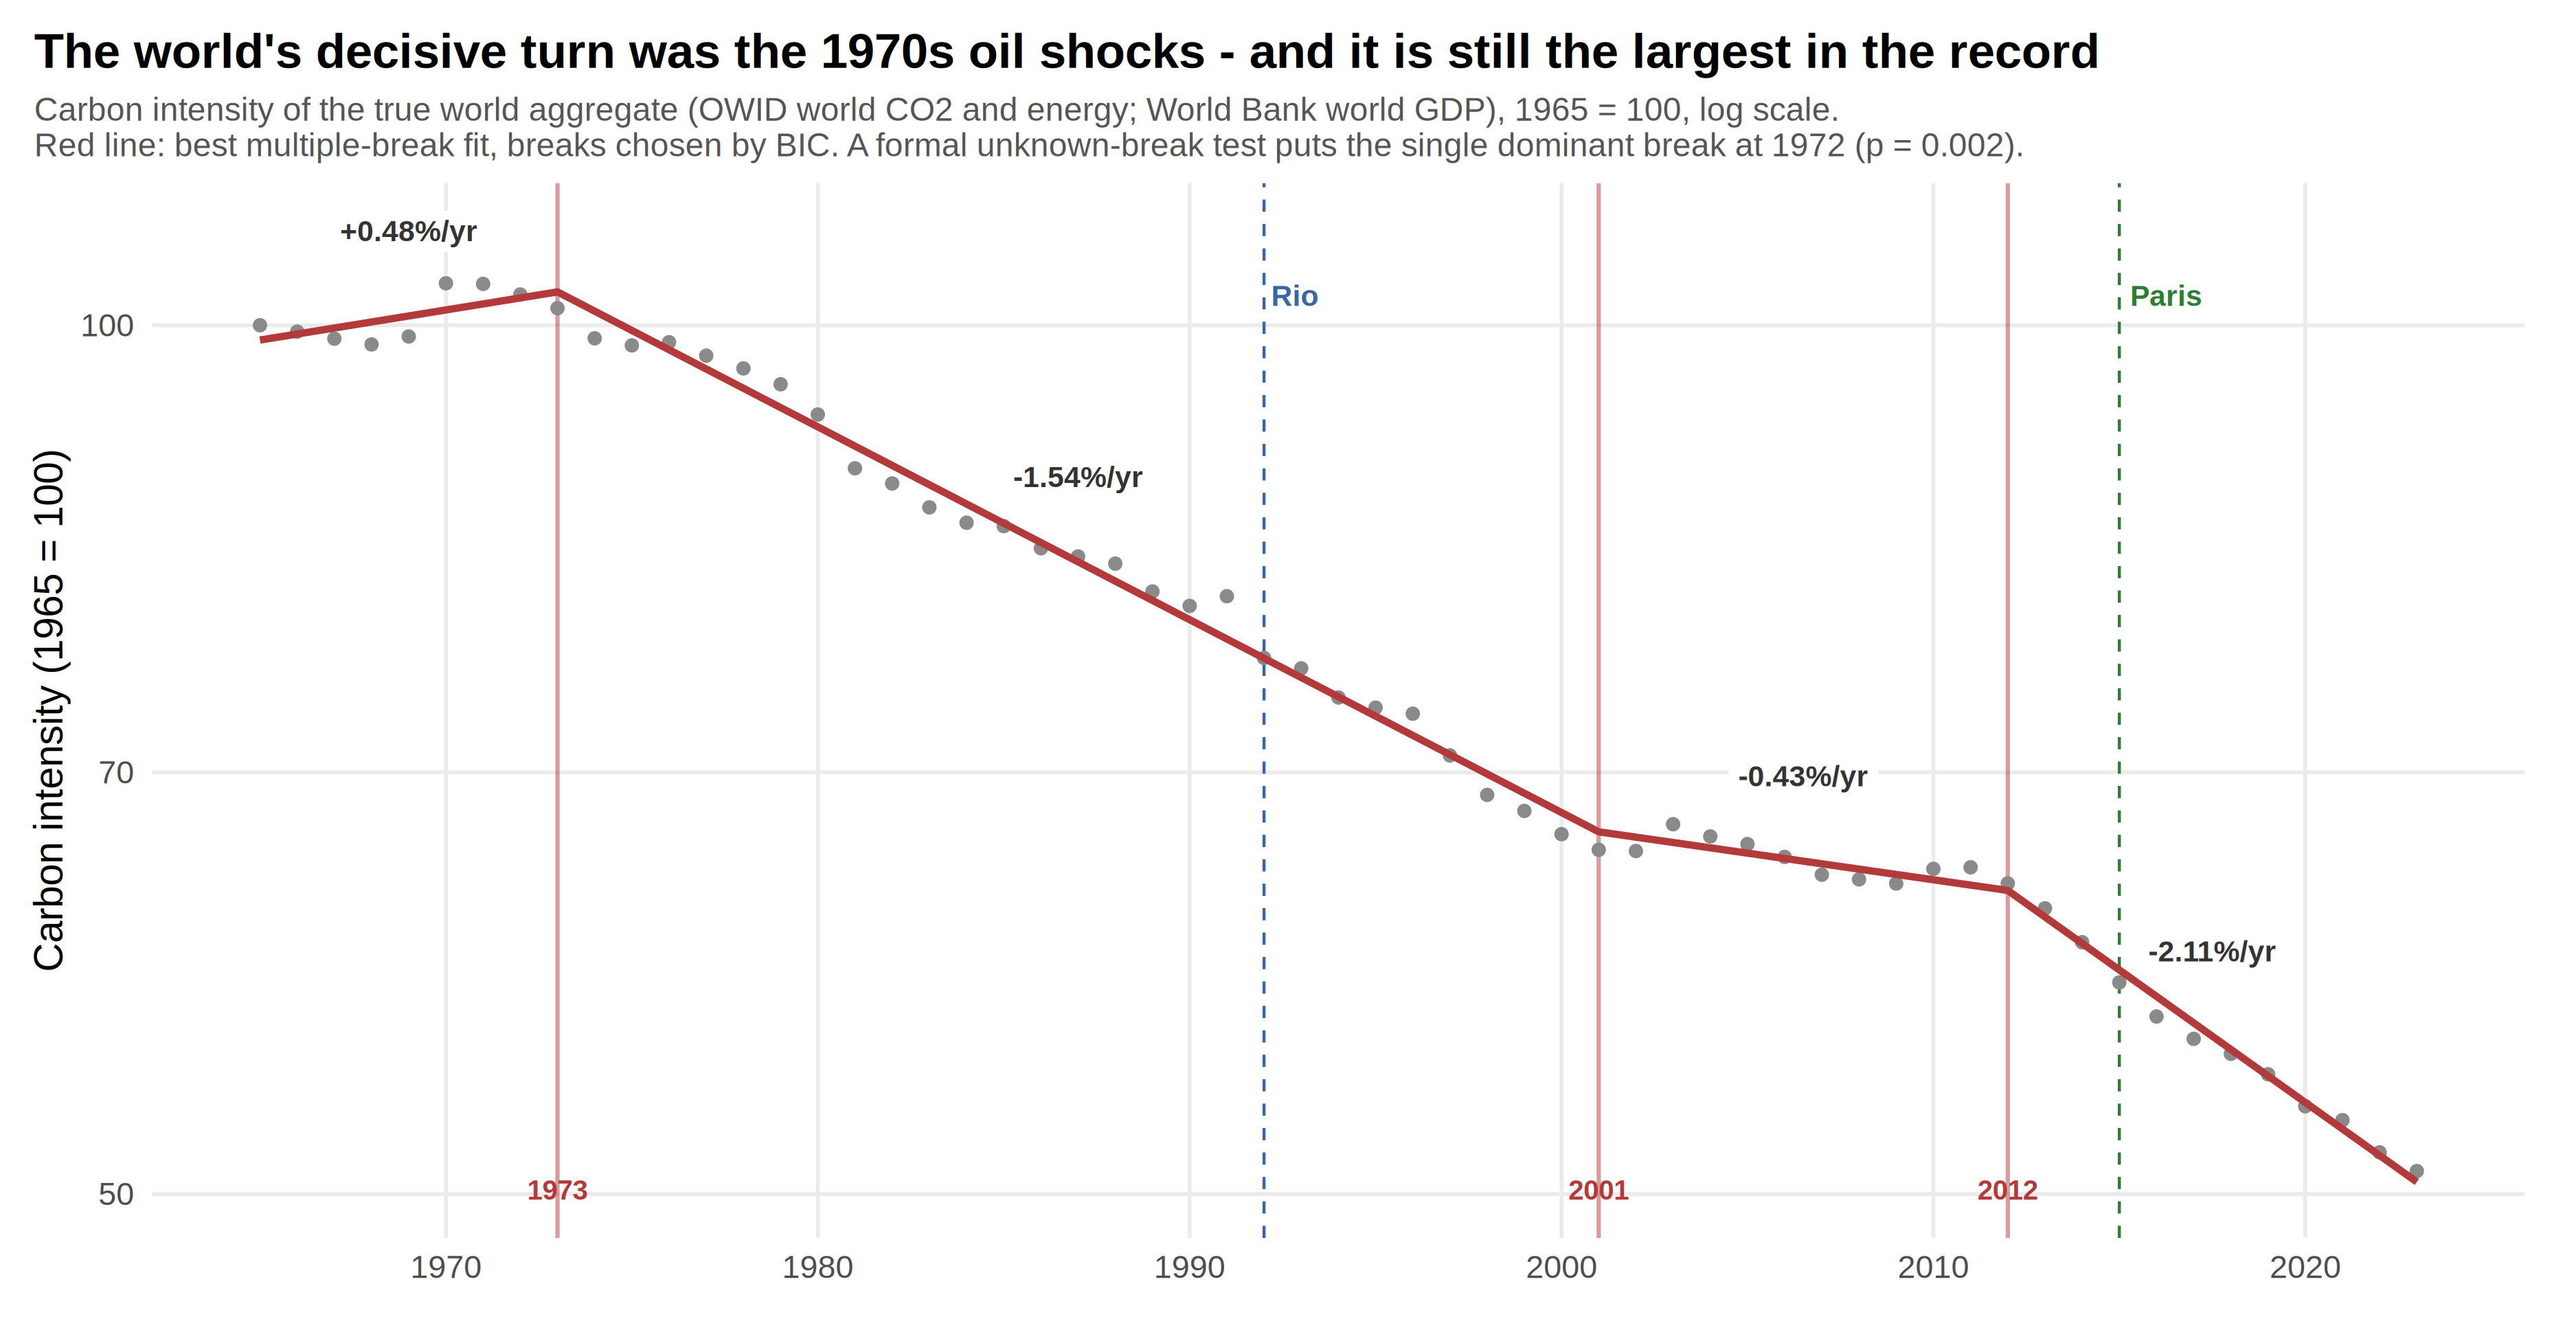 The world's decisive turn was the 1970s oil shocks - and it is still the largest in the record
Carbon intensity of the true world aggregate (OWID world CO2 and energy; World Bank world GDP), 1965 = 100, log scale.
Red line: best multiple-break fit, breaks chosen by BIC. A formal unknown-break test puts the single dominant break at 1972 (p = 0.002).
+0.48%/yr
Rio
Paris
100
-1.54%/yr
Carbon intensity (1965 = 100)
70
-0.43%/yr
-2.11%/yr
50
1973
2001
2012
1970
1980
1990
2000
2010
2020